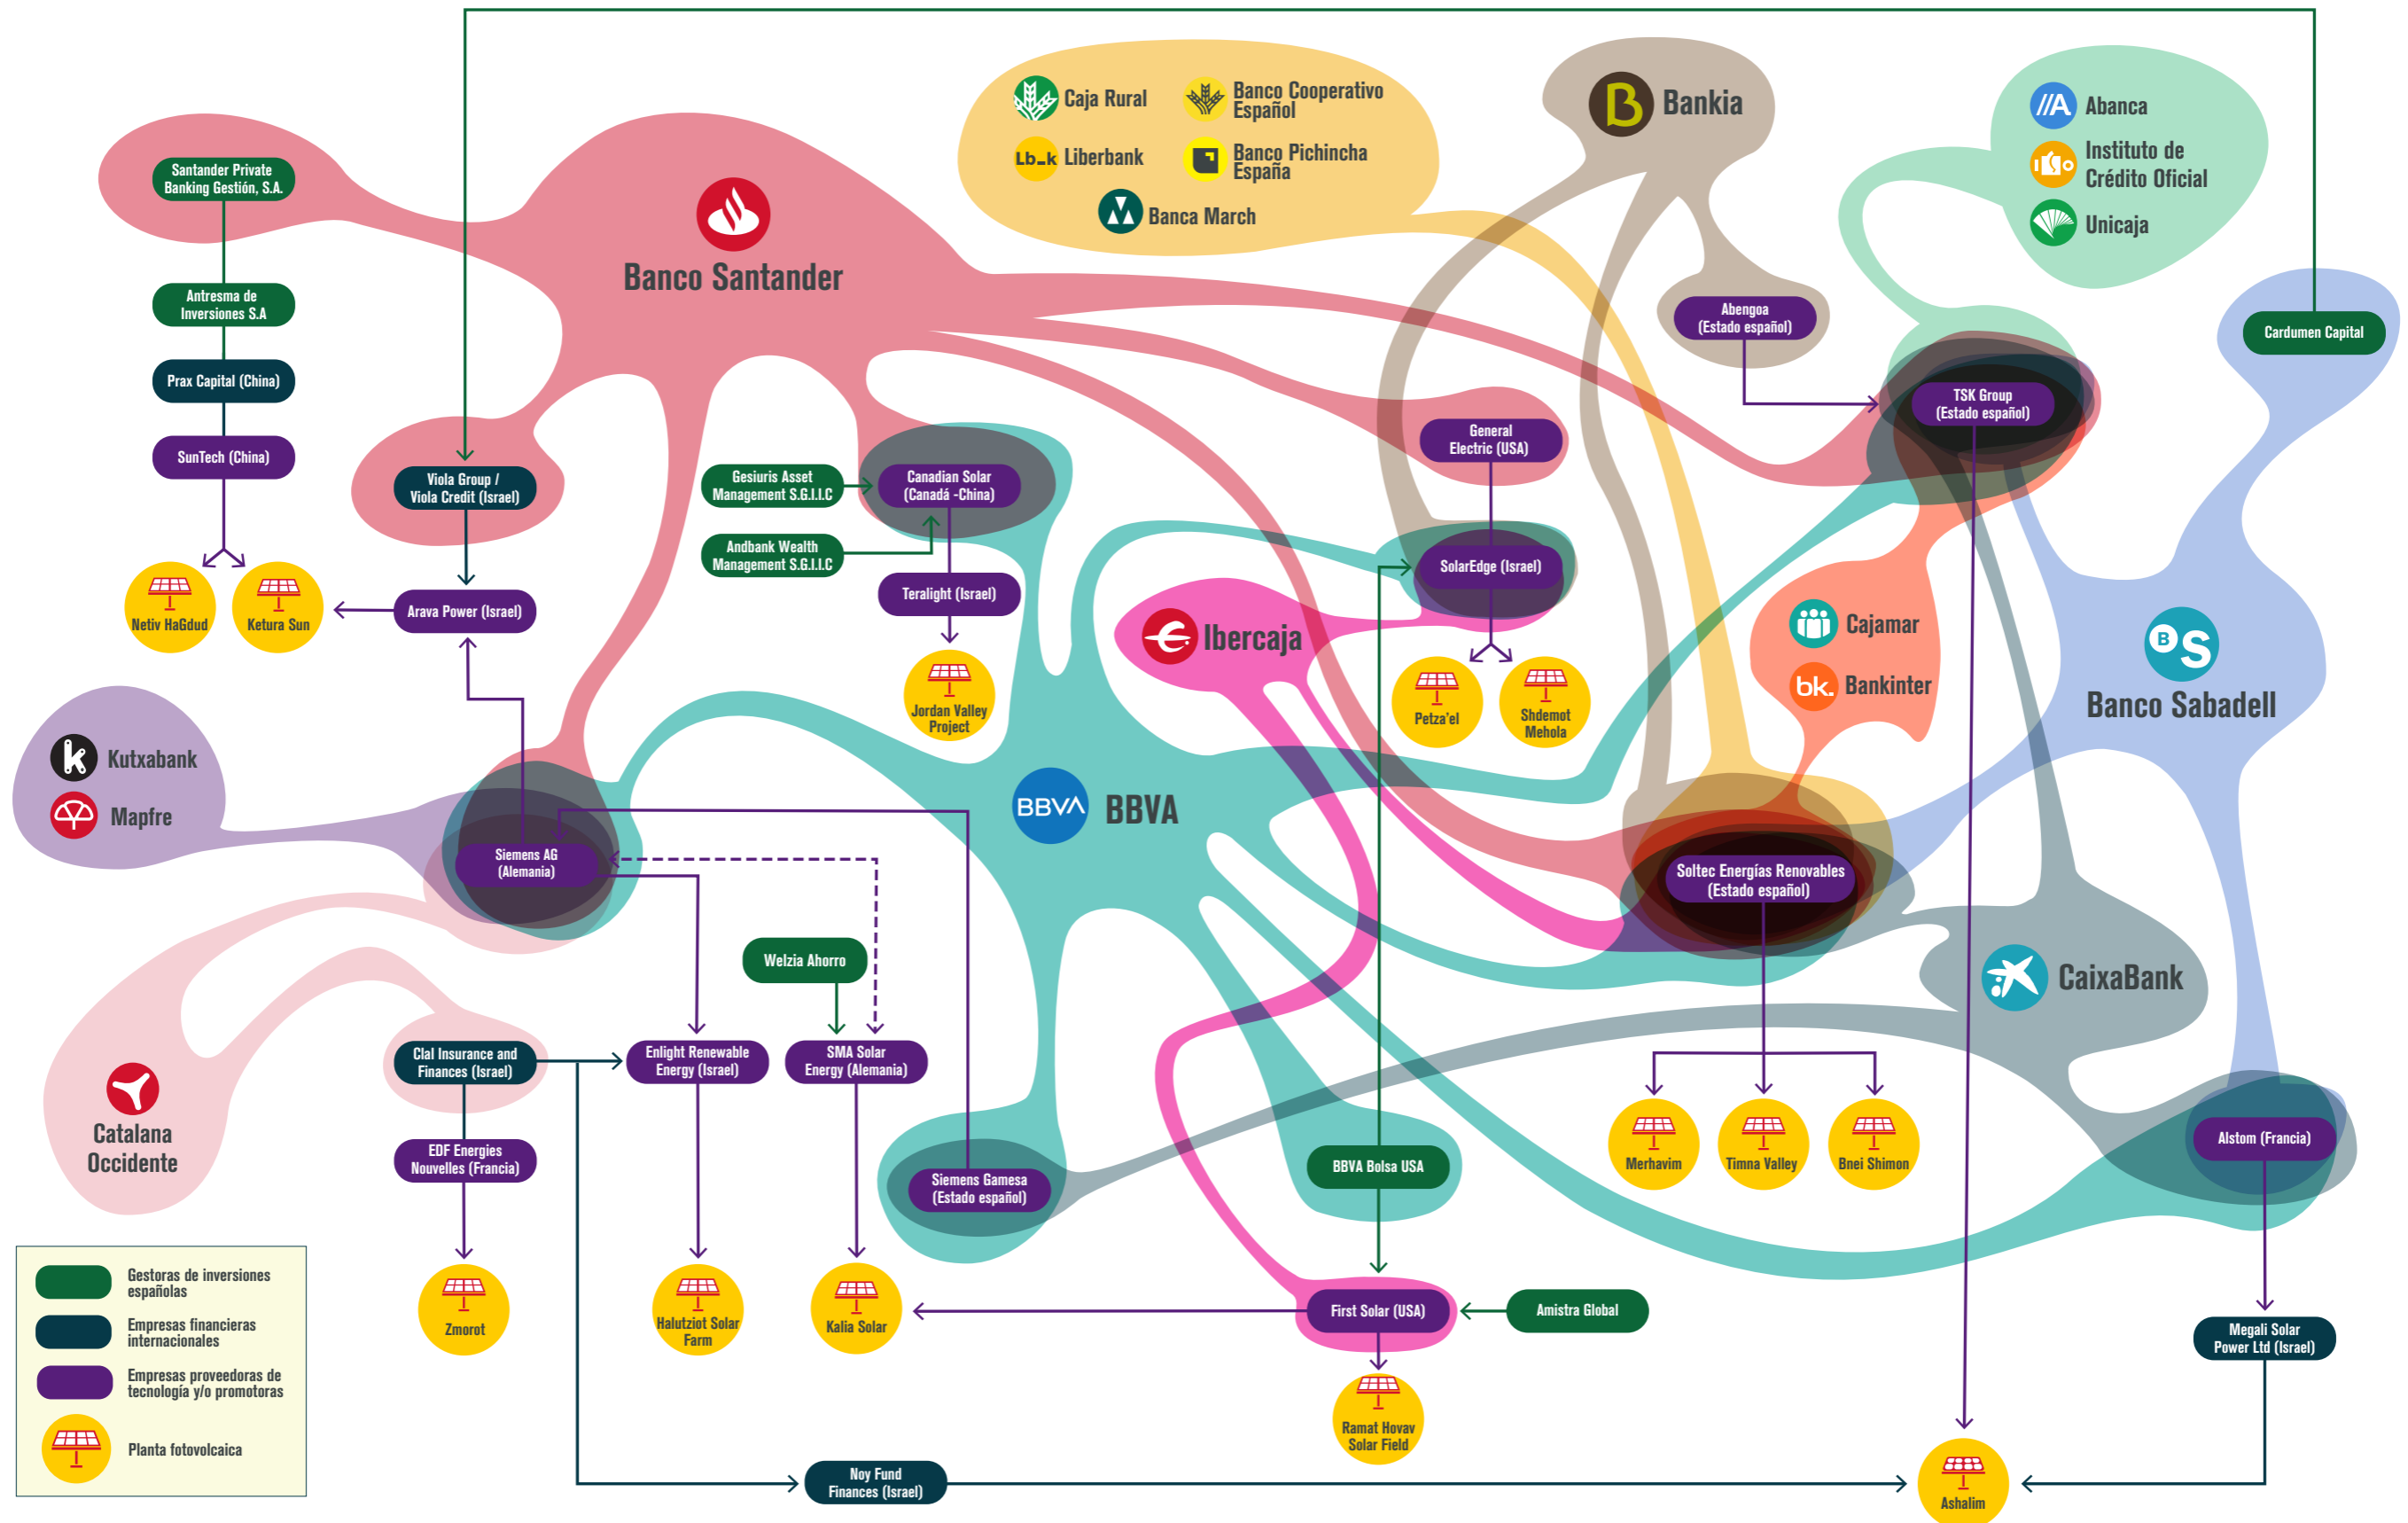 Caja Rural
Banco Cooperativo
Español
Lb_k Liberbank
Banco Pichincha
España
Banca March
B Bankia
//A Abanca
ICO Instituto de
Crédito Oficial
Unicaja
Santander Private
Banking Gestión, S.A.
Banco Santander
Antresma de
Inversiones S.A
Prax Capital (China)
SunTech (China)
Netiv HaGdud
Ketura Sun
Viola Group /
Viola Credit (Israel)
Arava Power (Israel)
Gesiuris Asset
Management S.G.I.I.C
Andbank Wealth
Management S.G.I.I.C
Canadian Solar
(Canadá -China)
Teralight (Israel)
Jordan Valley
Project
General
Electric (USA)
SolarEdge (Israel)
Petza'el
Shdemot
Mehola
Abengoa
(Estado español)
TSK Group
(Estado español)
Cardumen Capital
Ibercaja
Cajamar
bk. Bankinter
BS
Banco Sabadell
k Kutxabank
Mapfre
BBVA BBVA
Siemens AG
(Alemania)
Soltec Energías Renovables
(Estado español)
CaixaBank
Welzia Ahorro
Catalana
Occidente
Clal Insurance and
Finances (Israel)
Enlight Renewable
Energy (Israel)
SMA Solar
Energy (Alemania)
EDF Energies
Nouvelles (Francia)
Siemens Gamesa
(Estado español)
BBVA Bolsa USA
Merhavim
Timna Valley
Bnei Shimon
Alstom (Francia)
Zmorot
Halutziot Solar
Farm
Kalia Solar
First Solar (USA)
Amistra Global
Megali Solar
Power Ltd (Israel)
Ramat Hovav
Solar Field
Noy Fund
Finances (Israel)
Ashalim
Gestoras de inversiones
españolas
Empresas financieras
internacionales
Empresas proveedoras de
tecnología y/o promotoras
Planta fotovolcaica